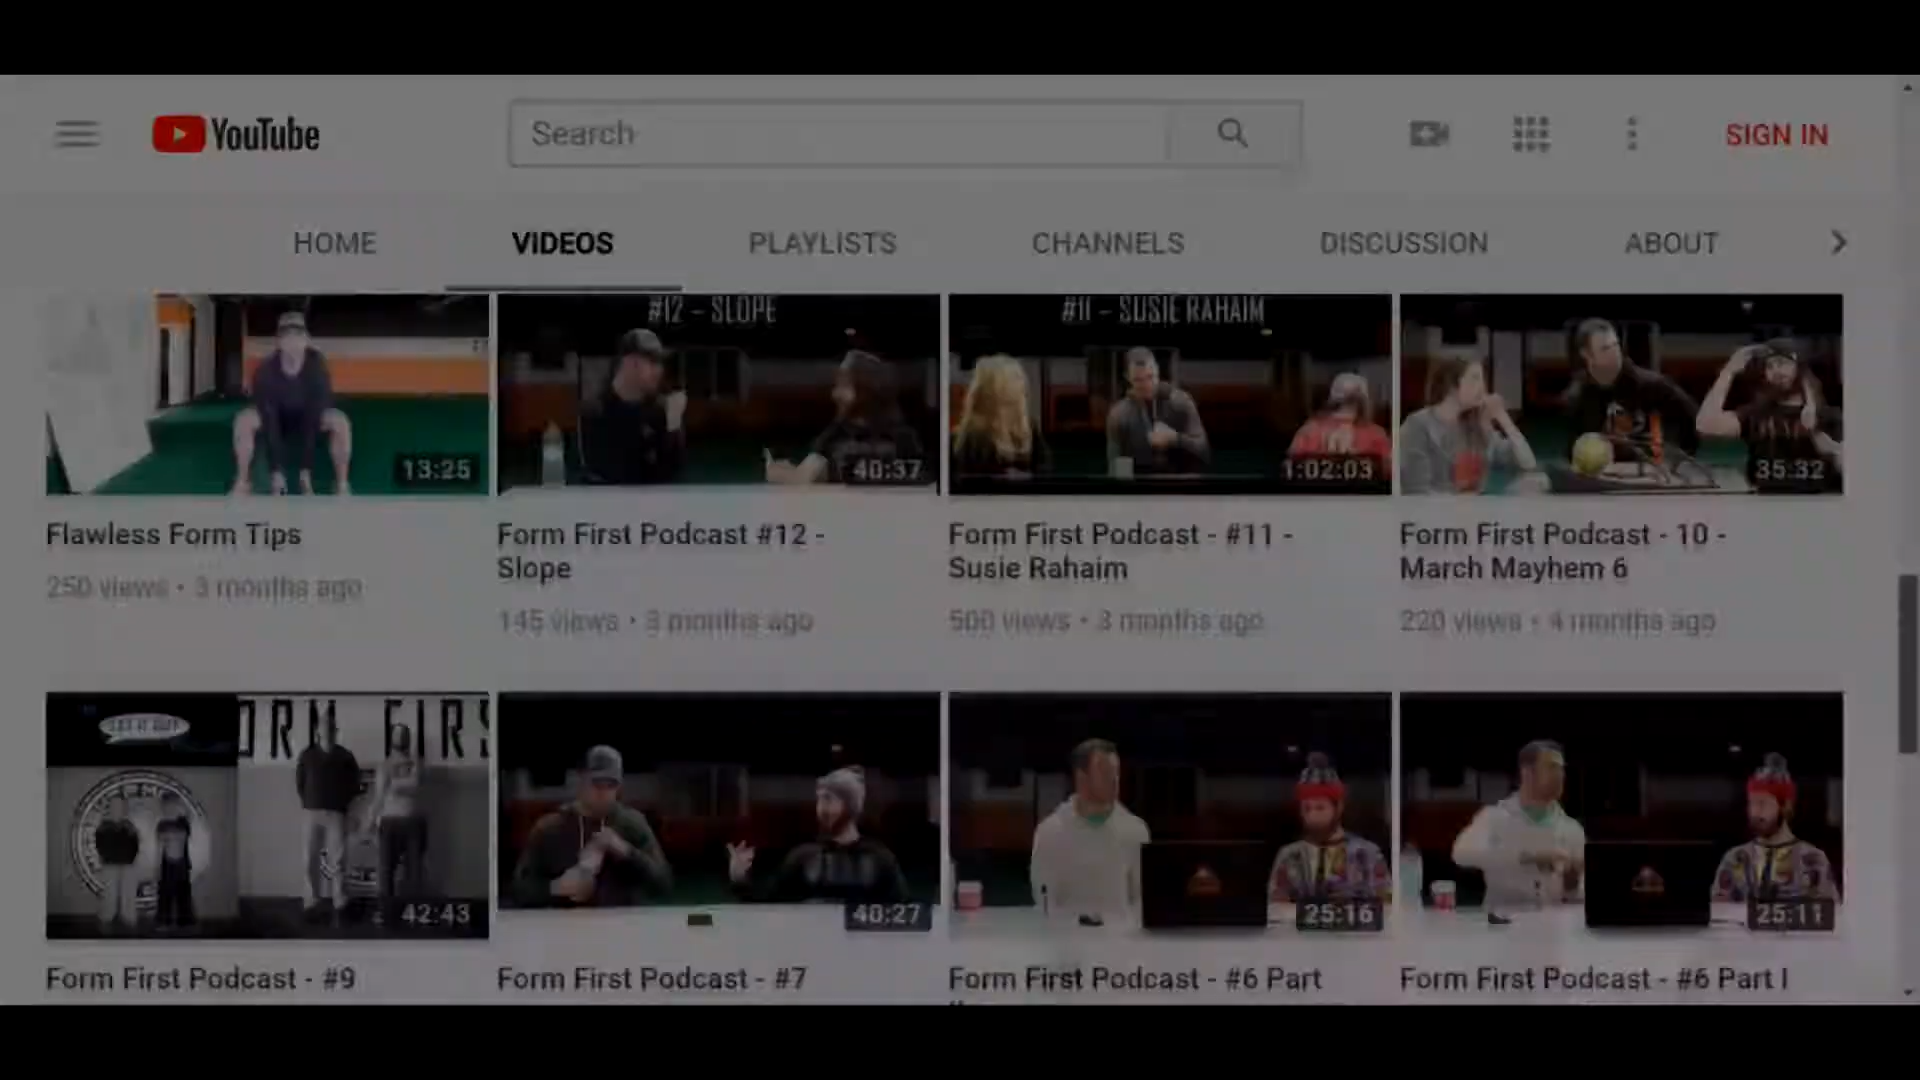 YouTube
Search
SIGN IN
HOME VIDEOS PLAYLISTS CHANNELS DISCUSSION ABOUT
#12 - SLOPE
#11 - SUSIE RAHAIM
13:25
40:37
1:02:03
35:32
Flawless Form Tips
250 views • 3 months ago
Form First Podcast #12 -
Slope
145 views • 3 months ago
Form First Podcast - #11 -
Susie Rahaim
500 views • 3 months ago
Form First Podcast - 10 -
March Mayhem 6
220 views • 4 months ago
ORM FIRS
42:43
40:27
25:16
25:11
Form First Podcast - #9
Form First Podcast - #7
Form First Podcast - #6 Part
Form First Podcast - #6 Part I